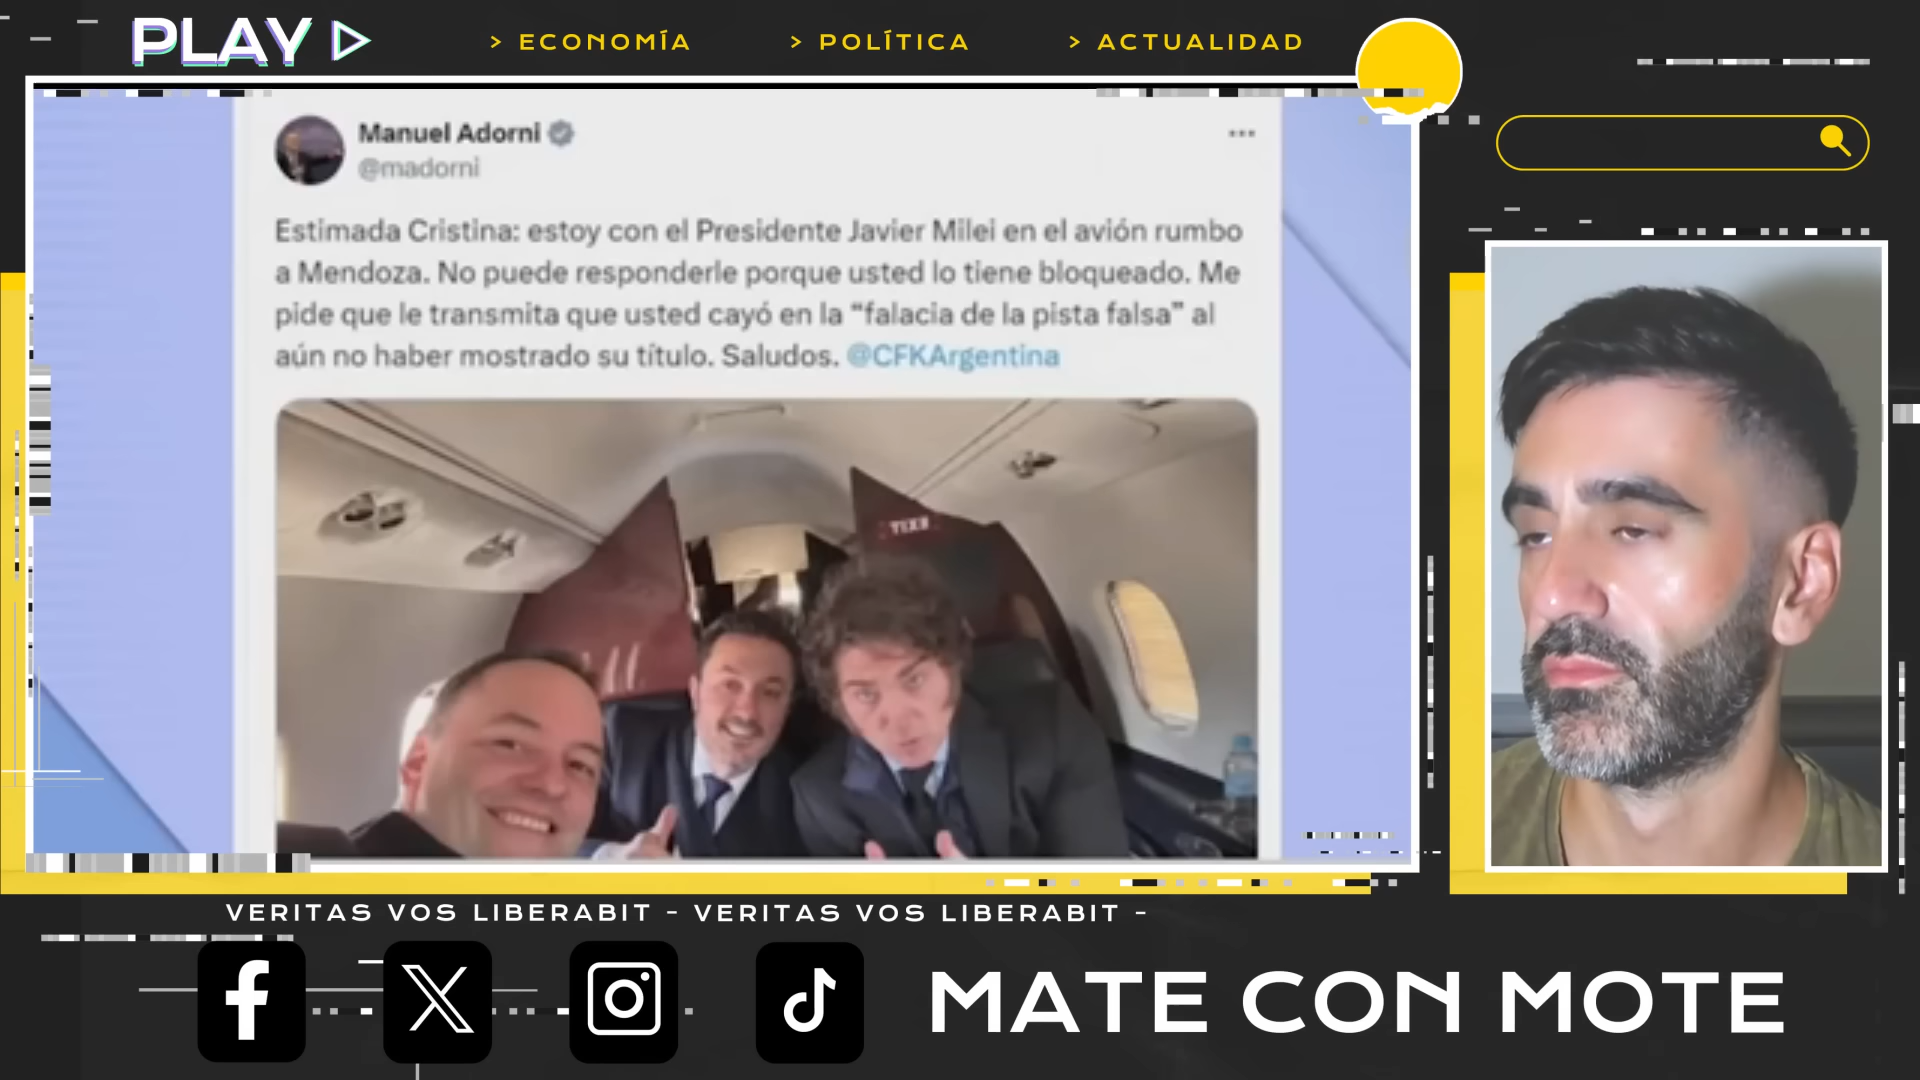 PLAY
> ECONOMÍA
> POLÍTICA
> ACTUALIDAD
Manuel Adorni
@madorni
Estimada Cristina: estoy con el Presidente Javier Milei en el avión rumbo
a Mendoza. No puede responderle porque usted lo tiene bloqueado. Me
pide que le transmita que usted cayó en la “falacia de la pista falsa” al
aún no haber mostrado su título. Saludos. @CFKArgentina
EXIT
VERITAS VOS LIBERABIT - VERITAS VOS LIBERABIT -
MATE CON MOTE